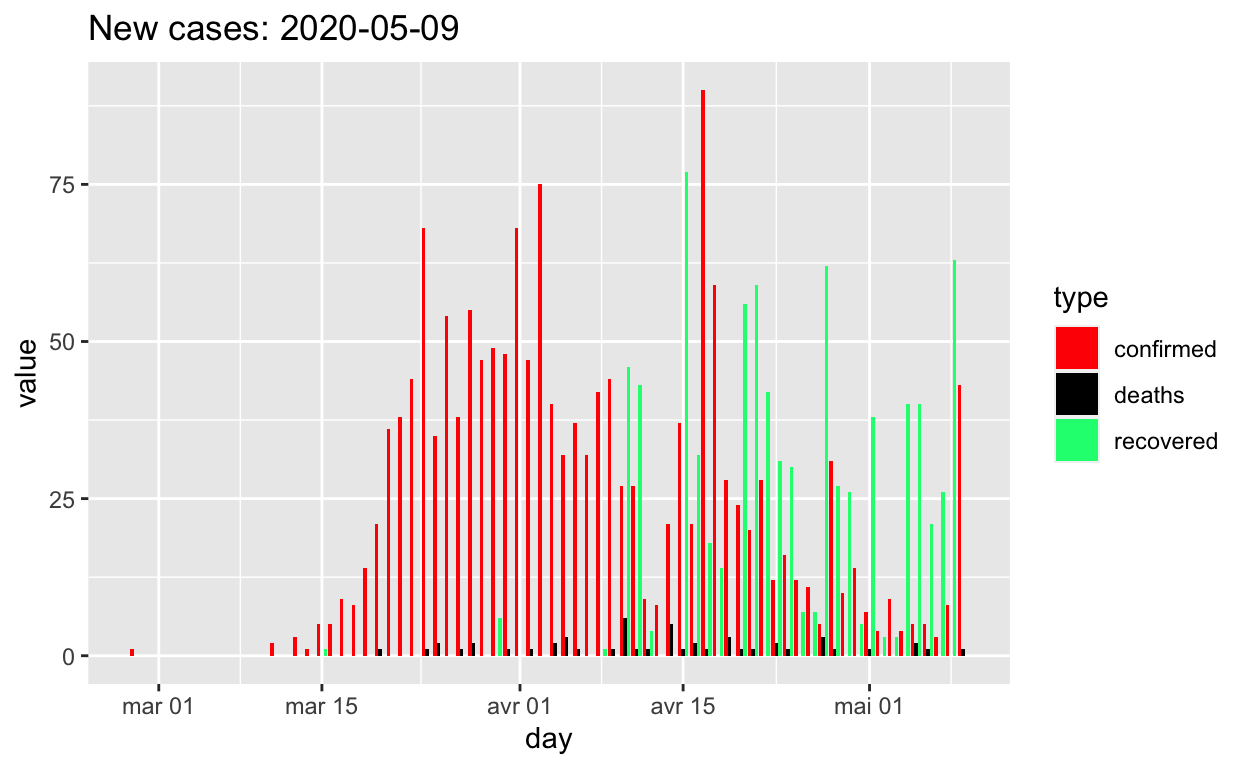 New cases: 2020-05-09
75
50
25
0
value
mar 01
mar 15
avr 01
avr 15
mai 01
day
type
confirmed
deaths
recovered